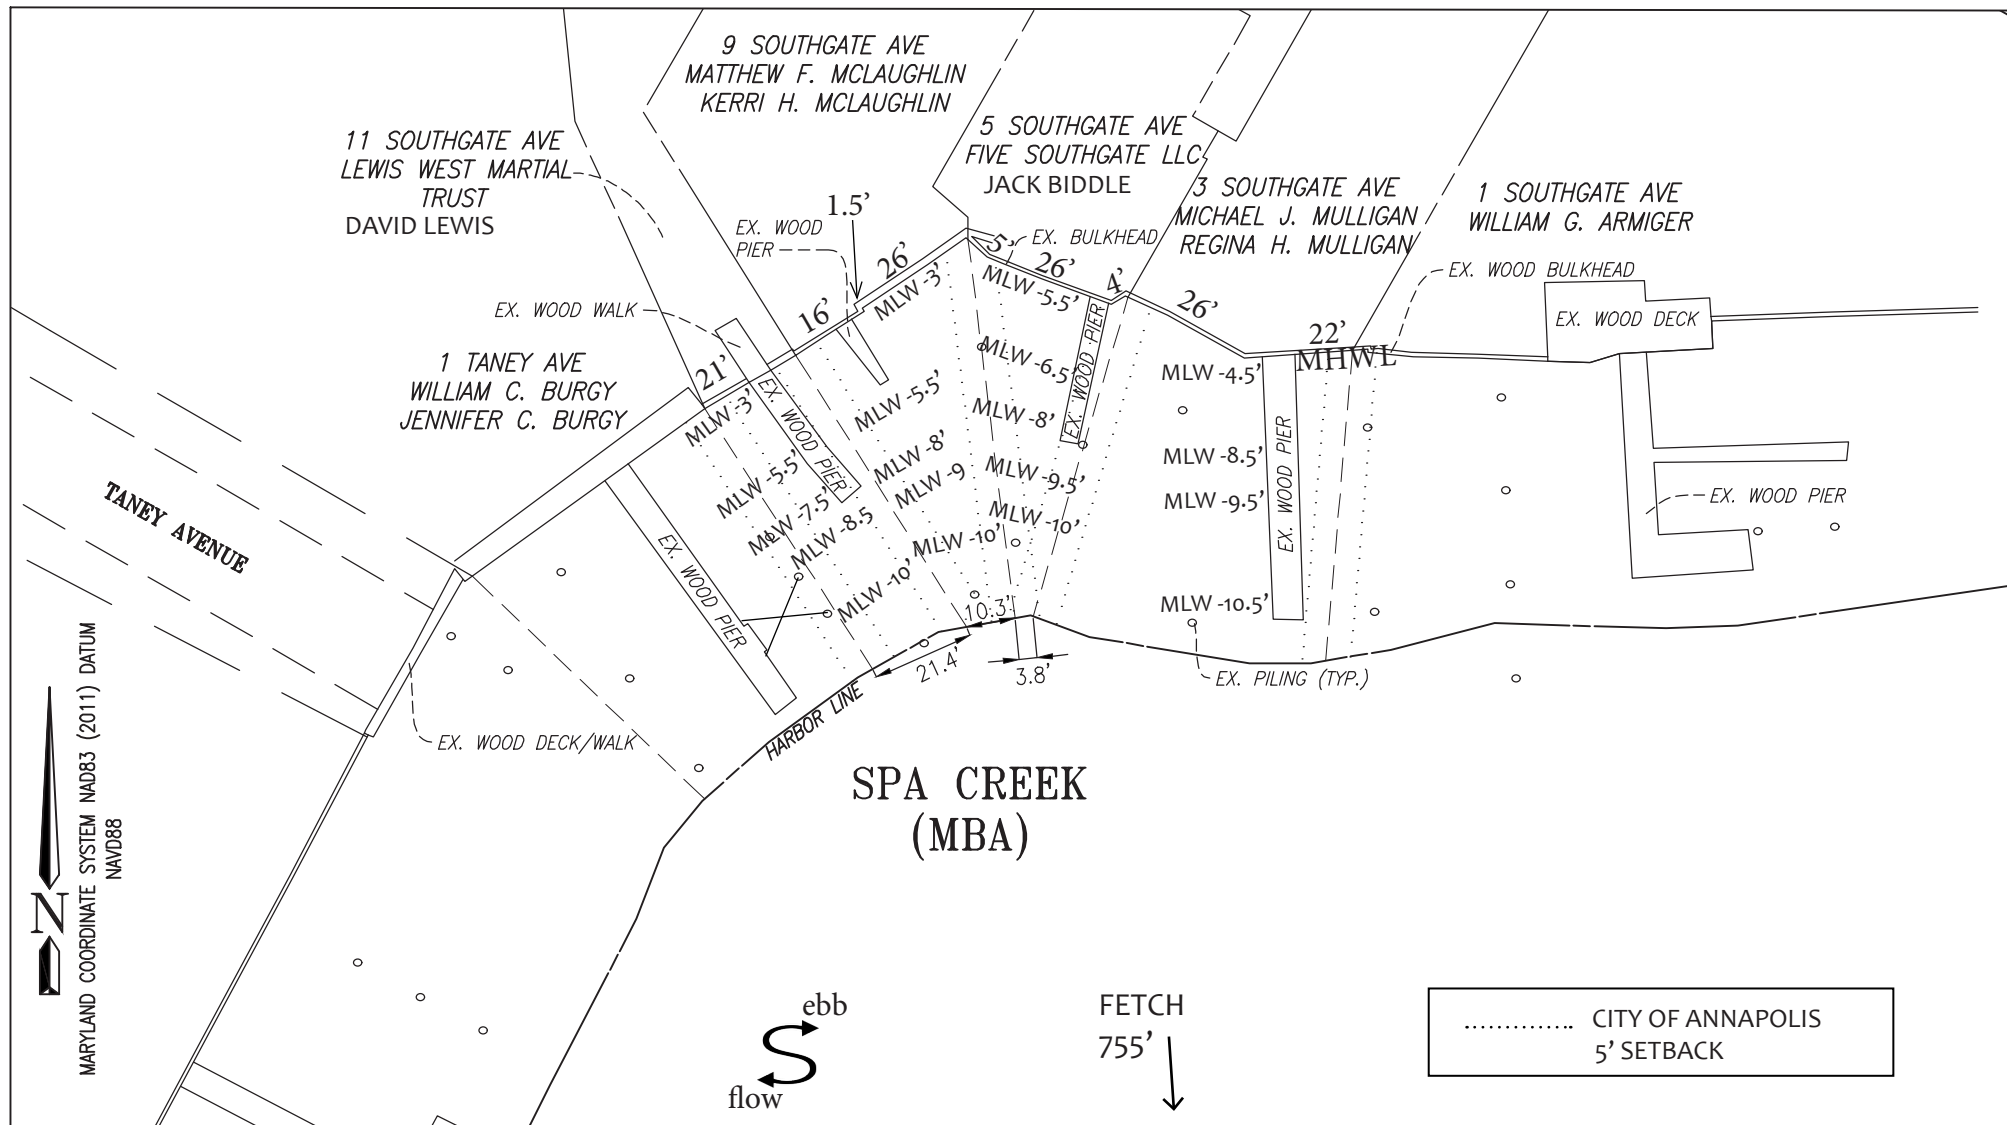 9 SOUTHGATE AVE
MATTHEW F. MCLAUGHLIN
KERRI H. MCLAUGHLIN
11 SOUTHGATE AVE
LEWIS WEST MARTIAL
TRUST
DAVID LEWIS
5 SOUTHGATE AVE
FIVE SOUTHGATE LLC
JACK BIDDLE
3 SOUTHGATE AVE
MICHAEL J. MULLIGAN
REGINA H. MULLIGAN
1 SOUTHGATE AVE
WILLIAM G. ARMIGER
1.5'
EX. WOOD
PIER
26'
5'
EX. BULKHEAD
26'
4'
26'
22'
MHWL
EX. WOOD BULKHEAD
EX. WOOD DECK
EX. WOOD WALK
16'
21'
1 TANEY AVE
WILLIAM C. BURGY
JENNIFER C. BURGY
MLW -3'
MLW -5.5'
MLW -7.5'
MLW -8.5
MLW -10'
EX. WOOD PIER
MLW -3'
MLW -5.5'
MLW -8'
MLW -9
MLW -10'
MLW -5.5'
MLW -6.5'
MLW -8'
MLW -9.5'
MLW -10'
EX. WOOD PIER
MLW -4.5'
MLW -8.5'
MLW -9.5'
MLW -10.5'
EX. WOOD PIER
EX. WOOD PIER
TANEY AVENUE
EX. WOOD PIER
10.3'
21.4'
3.8'
EX. PILING (TYP.)
HARBOR LINE
EX. WOOD DECK/WALK
SPA CREEK
(MBA)
N
MARYLAND COORDINATE SYSTEM NAD83 (2011) DATUM
NAVD88
ebb
flow
FETCH
755'
CITY OF ANNAPOLIS
5' SETBACK